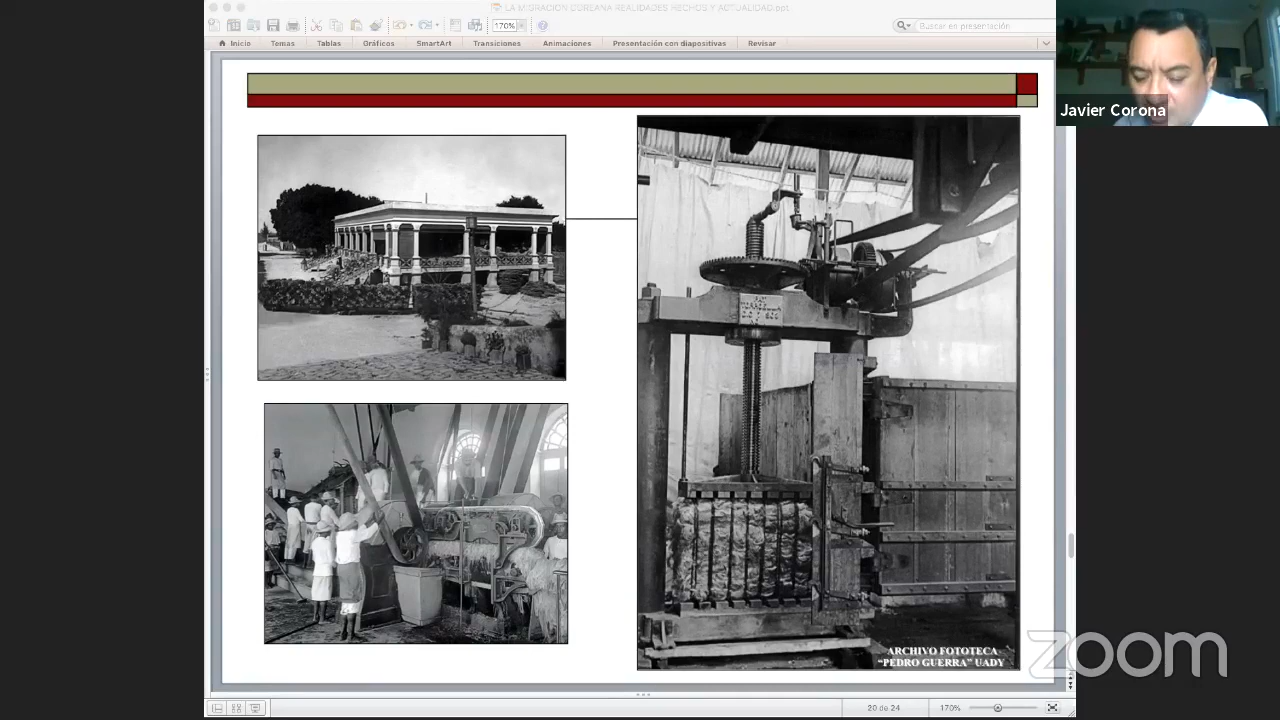 LA MIGRACION COREANA REALIDADES HECHOS Y ACTUALIDAD.ppt
170%
Buscar en presentación
Inicio Temas Tablas Gráficos SmartArt Transiciones Animaciones Presentación con diapositivas Revisar
Javier Corona
ARCHIVO FOTOTECA
“PEDRO GUERRA” UADY
zoom
20 de 24 170%